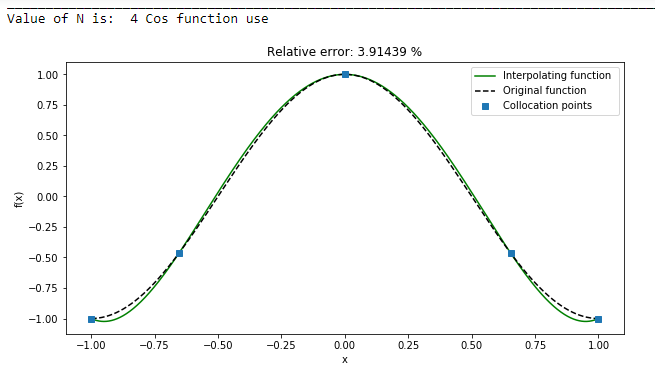 Value of N is:  4 Cos function use
Relative error: 3.91439 %
1.00
0.75
0.50
0.25
0.00
−0.25
−0.50
−0.75
−1.00
f(x)
Interpolating function
Original function
Collocation points
−1.00 −0.75 −0.50 −0.25 0.00 0.25 0.50 0.75 1.00
x